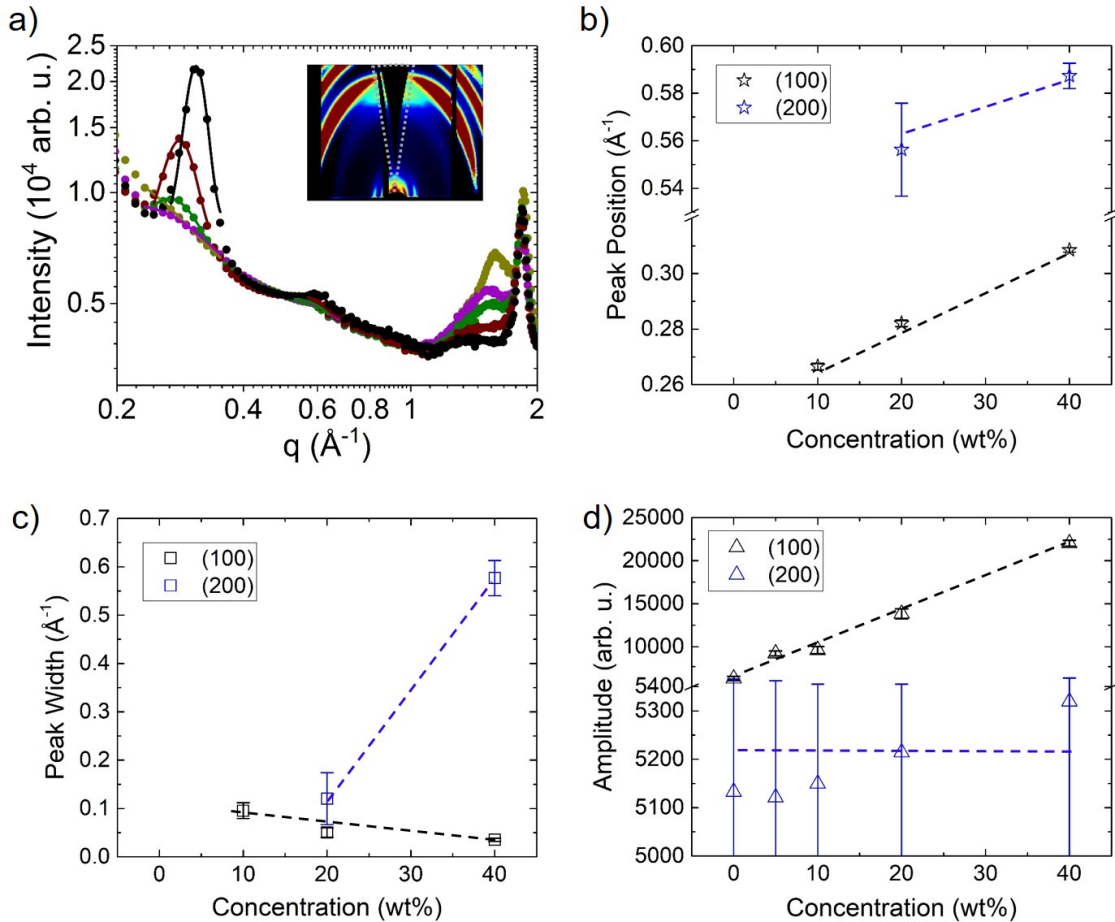 a)
2.5
2.0
1.5
1.0
0.5
Intensity (10⁴ arb. u.)
0.2 0.4 0.6 0.8 1 2
q (Å⁻¹)
b)
(100)
(200)
0.60
0.58
0.56
0.54
0.30
0.28
0.26
Peak Position (Å⁻¹)
0 10 20 30 40
Concentration (wt%)
c)
(100)
(200)
0.7
0.6
0.5
0.4
0.3
0.2
0.1
0.0
Peak Width (Å⁻¹)
0 10 20 30 40
Concentration (wt%)
d)
(100)
(200)
25000
20000
15000
10000
5400
5300
5200
5100
5000
Amplitude (arb. u.)
0 10 20 30 40
Concentration (wt%)